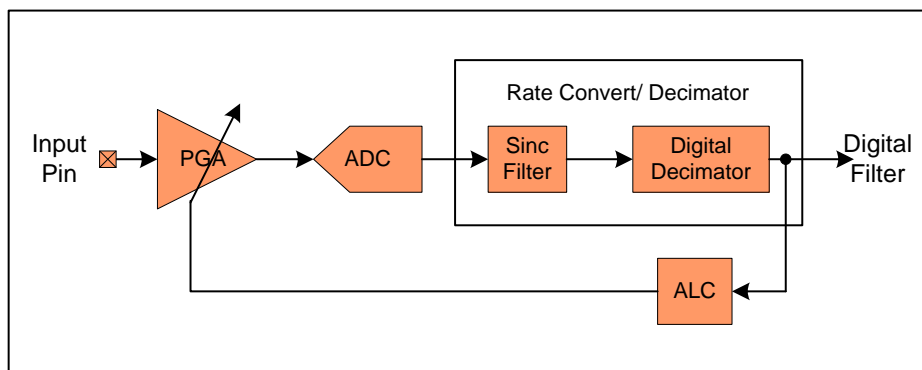 Rate Convert/ Decimator
Input
Pin
PGA
ADC
Sinc
Filter
Digital
Decimator
Digital
Filter
ALC